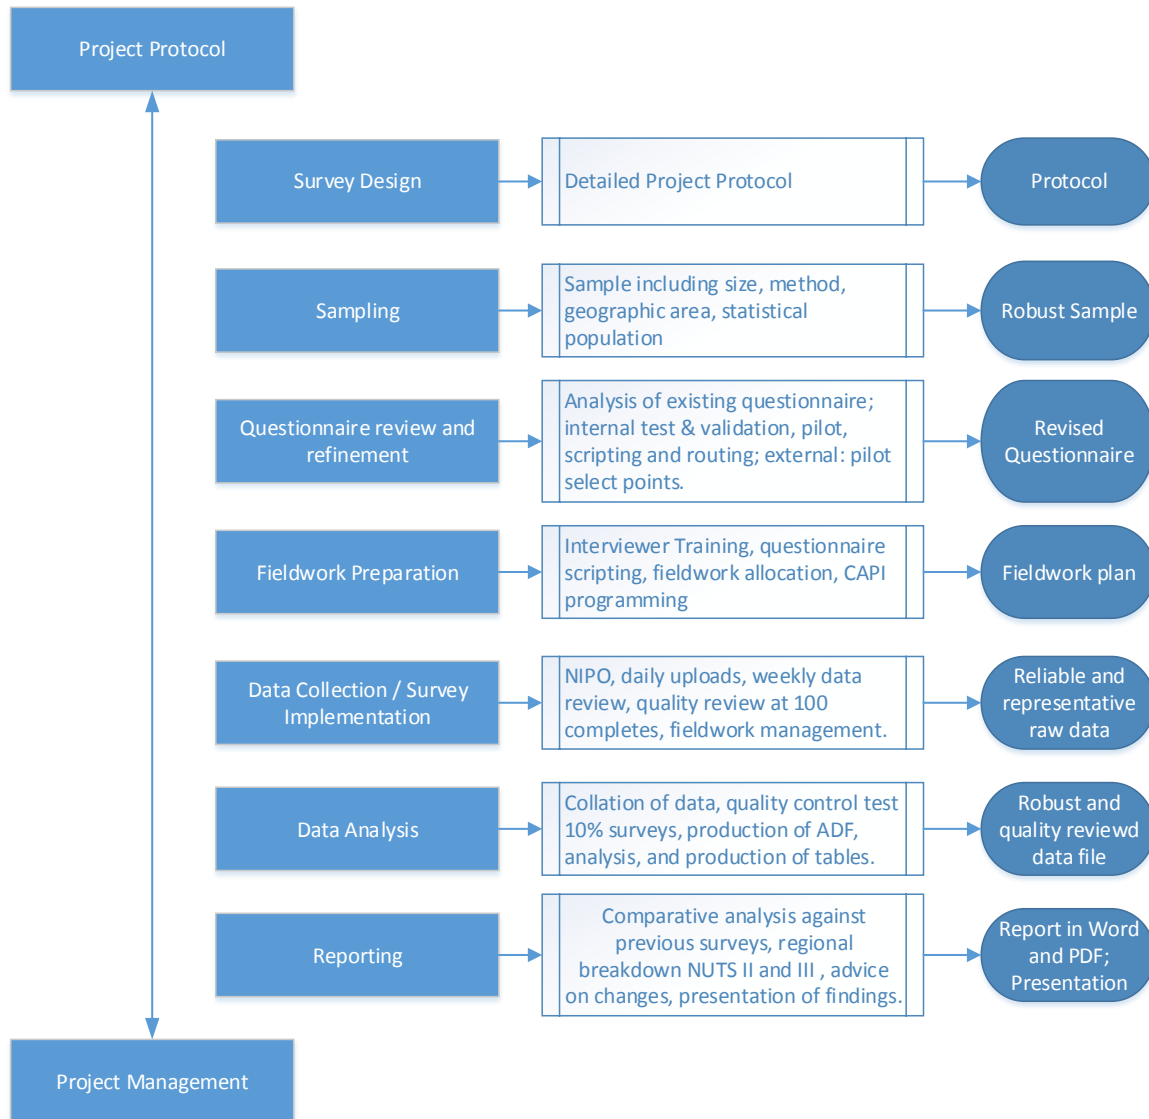 Project Protocol
Survey Design
Detailed Project Protocol
Protocol
Sampling
Sample including size, method,
geographic area, statistical
population
Robust Sample
Questionnaire review and
refinement
Analysis of existing questionnaire;
internal test & validation, pilot,
scripting and routing; external: pilot
select points.
Revised
Questionnaire
Fieldwork Preparation
Interviewer Training, questionnaire
scripting, fieldwork allocation, CAPI
programming
Fieldwork plan
Data Collection / Survey
Implementation
NIPO, daily uploads, weekly data
review, quality review at 100
completes, fieldwork management.
Reliable and
representative
raw data
Data Analysis
Collation of data, quality control test
10% surveys, production of ADF,
analysis, and production of tables.
Robust and
quality reviewd
data file
Reporting
Comparative analysis against
previous surveys, regional
breakdown NUTS II and III , advice
on changes, presentation of findings.
Report in Word
and PDF;
Presentation
Project Management